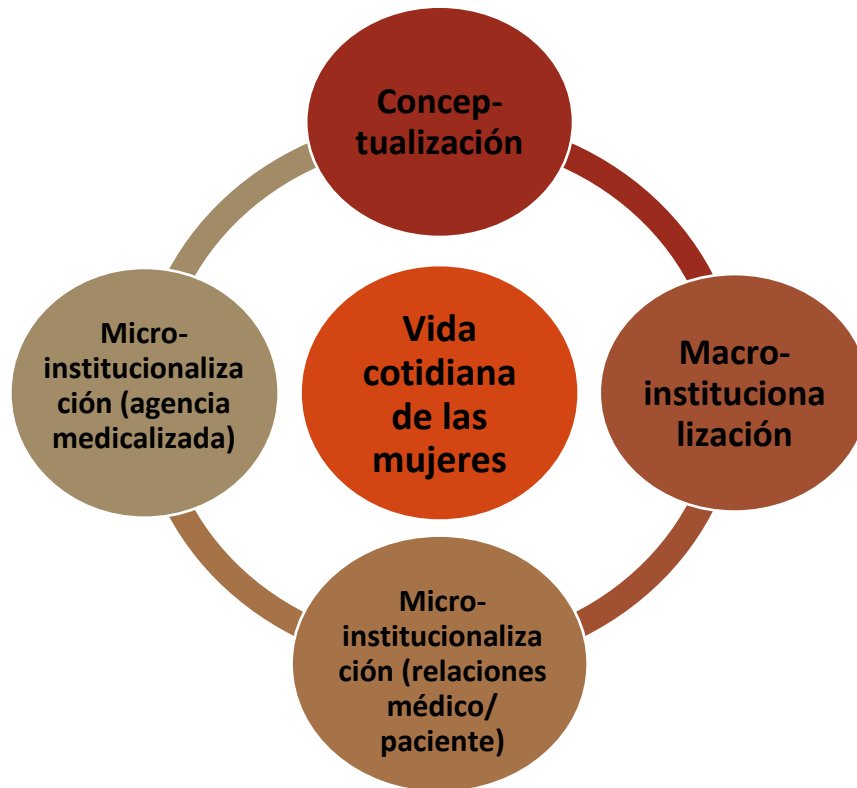 Concep-
tualización
Micro-
institucionaliza
ción (agencia
medicalizada)
Vida
cotidiana
de las
mujeres
Macro-
instituciona
lización
Micro-
institucionaliza
ción (relaciones
médico/
paciente)